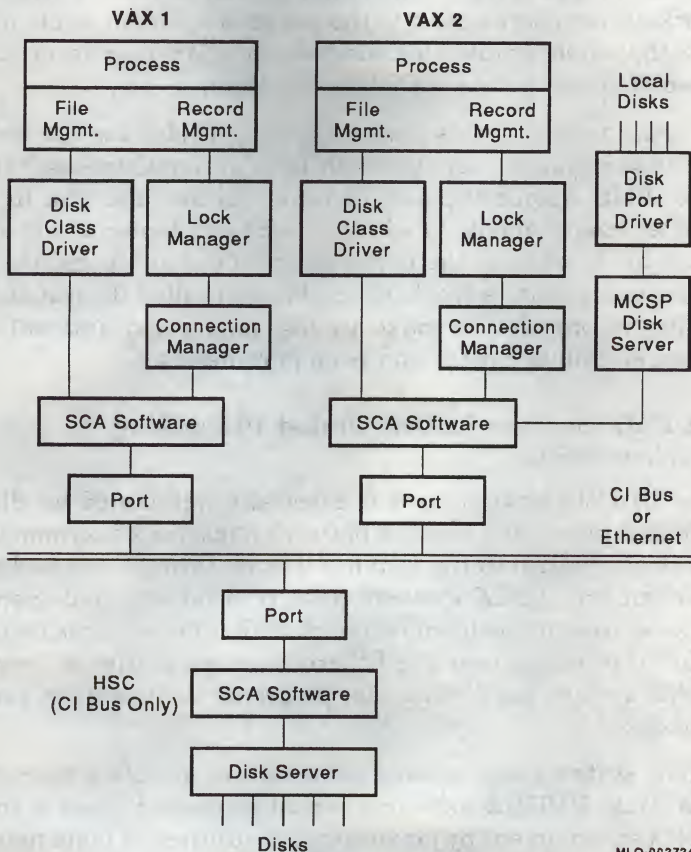 VAX 1
VAX 2
Process
File
Mgmt.
Record
Mgmt.
Process
File
Mgmt.
Record
Mgmt.
Local
Disks
Disk
Class
Driver
Lock
Manager
Disk
Class
Driver
Lock
Manager
Disk
Port
Driver
Connection
Manager
Connection
Manager
MCSP
Disk
Server
SCA Software
SCA Software
Port
Port
CI Bus
or
Ethernet
Port
HSC
(CI Bus Only)
SCA Software
Disk Server
Disks